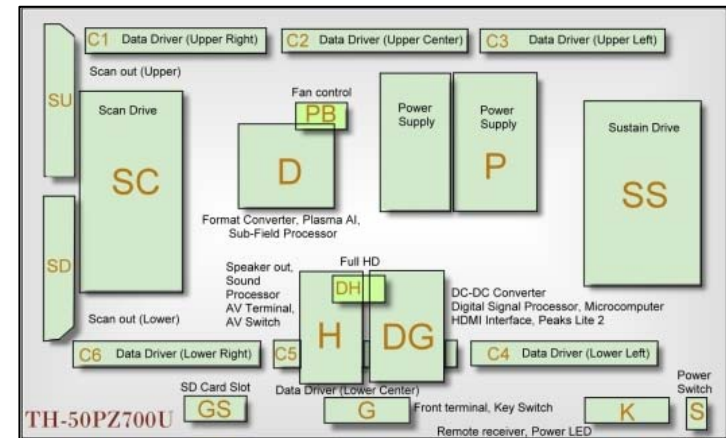 C1 Data Driver (Upper Right)
C2 Data Driver (Upper Center)
C3 Data Driver (Upper Left)
Scan out (Upper)
SU
Scan Drive
SC
Fan control
PB
D
Format Converter, Plasma AI,
Sub-Field Processor
Power
Supply
Power
Supply
P
Sustain Drive
SS
SD
Scan out (Lower)
Speaker out,
Sound
Processor
AV Terminal,
AV Switch
Full HD
DH
H
DG
DC-DC Converter
Digital Signal Processor, Microcomputer
HDMI Interface, Peaks Lite 2
C6 Data Driver (Lower Right)
C5
C4 Data Driver (Lower Left)
Data Driver (Lower Center)
SD Card Slot
GS
G
Front terminal, Key Switch
Remote receiver, Power LED
K
Power
Switch
S
TH-50PZ700U